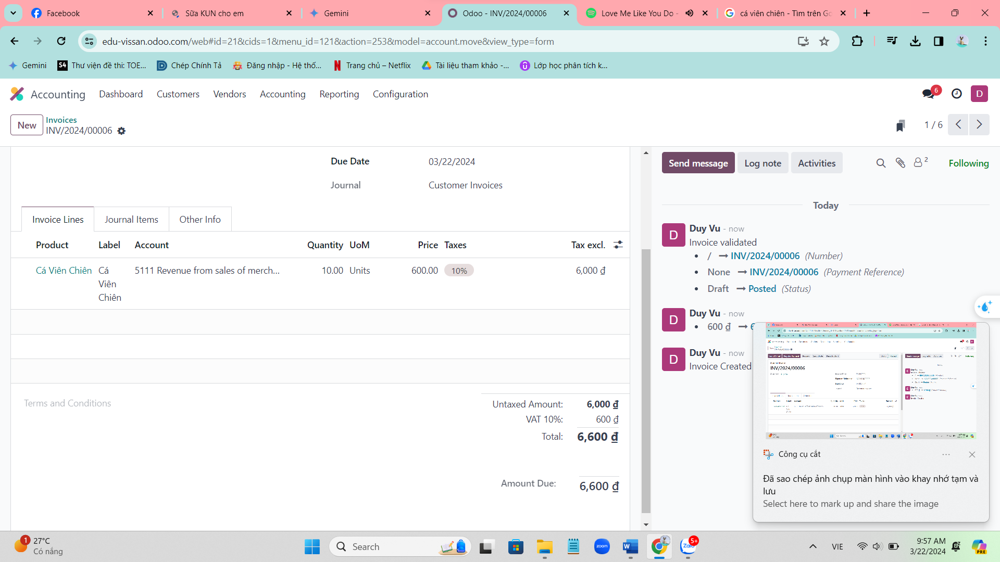 Facebook
Sữa KUN cho em
Gemini
Odoo - INV/2024/00006
Love Me Like You Do -
cá viên chiên - Tìm trên Go
edu-vissan.odoo.com/web#id=21&cids=1&menu_id=121&action=253&model=account.move&view_type=form
Gemini
S4 Thư viện đề thi: TOE...
Chép Chính Tả
Đăng nhập - Hệ thố...
Trang chủ – Netflix
Tài liệu tham khảo -...
Lớp học phân tích k...
Accounting
Dashboard
Customers
Vendors
Accounting
Reporting
Configuration
6
D
New
Invoices
INV/2024/00006
1 / 6
Due Date 03/22/2024
Journal Customer Invoices
Invoice Lines
Journal Items
Other Info
Product Label Account Quantity UoM Price Taxes Tax excl.
Cá Viên Chiên Cá 5111 Revenue from sales of merch... 10.00 Units 600.00 10% 6,000 ₫
Viên
Chiên
Terms and Conditions
Untaxed Amount: 6,000 ₫
VAT 10%: 600 ₫
Total: 6,600 ₫
Amount Due: 6,600 ₫
Send message
Log note
Activities
2
Following
Today
D
Duy Vu - now
Invoice validated
• / → INV/2024/00006 (Number)
• None → INV/2024/00006 (Payment Reference)
• Draft → Posted (Status)
D
Duy Vu - now
• 600 ₫ →
D
Duy Vu - now
Invoice Created
INV/2024/00006
Công cụ cắt
Đã sao chép ảnh chụp màn hình vào khay nhớ tạm và
lưu
Select here to mark up and share the image
1
27°C
Có nắng
Search
zoom
W
Zalo
5+
VIE
9:57 AM
3/22/2024
PRE